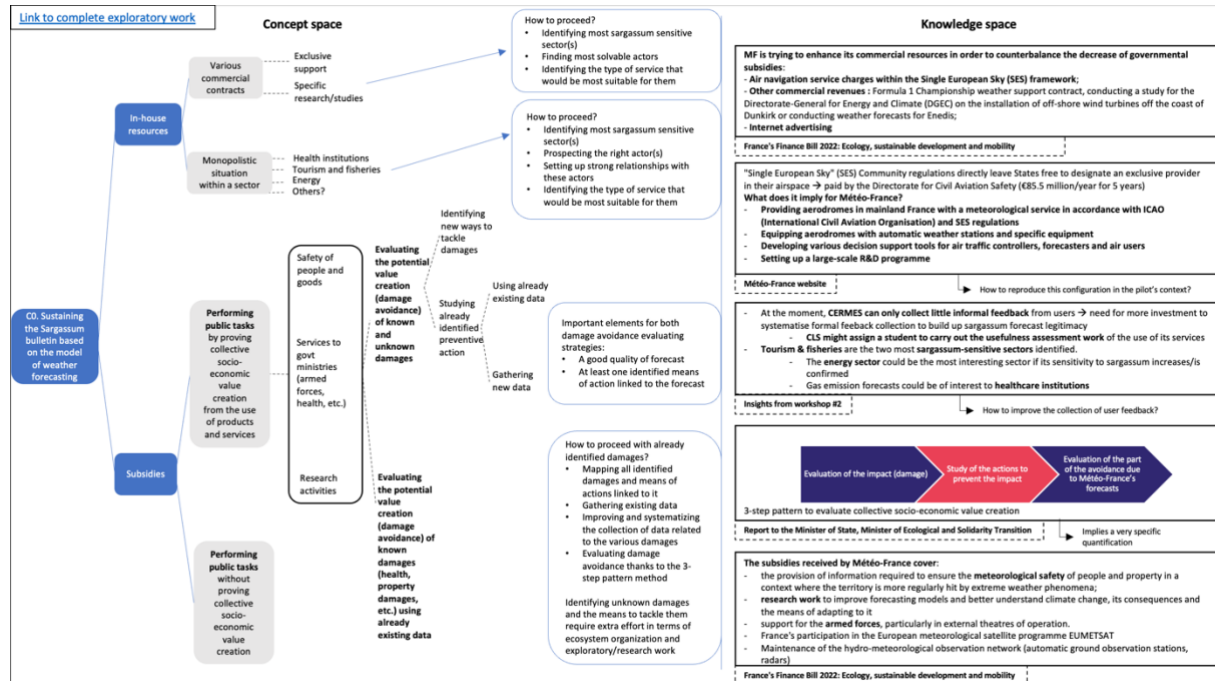 Link to complete exploratory work
Concept space
Knowledge space
C0. Sustaining
the Sargassum
bulletin based on
the model of
weather
forecasting
In-house
resources
Subsidies
Various
commercial
contracts
Exclusive
support
Specific
research/studies
Monopolistic
situation
within a sector
Health institutions
Tourism and fisheries
Energy
Others?
Performing
public tasks
by proving
collective
socio-
economic
value
creation
from the use
of products
and services
Performing
public tasks
without
proving
collective
socio-
economic
value
creation
Safety of
people and
goods
Services to
govt
ministries
(armed
forces,
health, etc.)
Research
activities
Evaluating
the potential
value
creation
(damage
avoidance)
of known
and
unknown
damages
Evaluating
the potential
value
creation
(damage
avoidance) of
known
damages
(health,
property
damages,
etc.) using
already
existing data
Identifying
new ways to
tackle
damages
Studying
already
identified
preventive
action
Using already
existing data
Gathering
new data
How to proceed?
• Identifying most sargassum sensitive
sector(s)
• Finding most solvable actors
• Identifying the type of service that
would be most suitable for them
How to proceed?
• Identifying most sargassum sensitive
sector(s)
• Prospecting the right actor(s)
• Setting up strong relationships with
these actors
• Identifying the type of service that
would be most suitable for them
Important elements for both
damage avoidance evaluating
strategies:
• A good quality of forecast
• At least one identified means
of action linked to the forecast
How to proceed with already
identified damages?
• Mapping all identified
damages and means of
actions linked to it
• Gathering existing data
• Improving and systematizing
the collection of data related
to the various damages
• Evaluating damage
avoidance thanks to the 3-
step pattern method
Identifying unknown damages
and the means to tackle them
require extra effort in terms of
ecosystem organization and
exploratory/research work
MF is trying to enhance its commercial resources in order to counterbalance the decrease of governmental
subsidies:
- Air navigation service charges within the Single European Sky (SES) framework;
- Other commercial revenues : Formula 1 Championship weather support contract, conducting a study for the
Directorate-General for Energy and Climate (DGEC) on the installation of off-shore wind turbines off the coast of
Dunkirk or conducting weather forecasts for Enedis;
- Internet advertising
France's Finance Bill 2022: Ecology, sustainable development and mobility
"Single European Sky" (SES) Community regulations directly leave States free to designate an exclusive provider
in their airspace → paid by the Directorate for Civil Aviation Safety (€85.5 million/year for 5 years)
What does it imply for Météo-France?
- Providing aerodromes in mainland France with a meteorological service in accordance with ICAO
(International Civil Aviation Organisation) and SES regulations
- Equipping aerodromes with automatic weather stations and specific equipment
- Developing various decision support tools for air traffic controllers, forecasters and air users
- Setting up a large-scale R&D programme
Météo-France website
How to reproduce this configuration in the pilot's context?
- At the moment, CERMES can only collect little informal feedback from users → need for more investment to
systematise formal feeback collection to build up sargassum forecast legitimacy
- CLS might assign a student to carry out the usefulness assessment work of the use of its services
- Tourism & fisheries are the two most sargassum-sensitive sectors identified.
- The energy sector could be the most interesting sector if its sensitivity to sargassum increases/is
confirmed
- Gas emission forecasts could be of interest to healthcare institutions
Insights from workshop #2
How to improve the collection of user feedback?
Evaluation of the impact (damage)
Study of the actions to
prevent the impact
Evaluation of the part
of the avoidance due
to Météo-France's
forecasts
3-step pattern to evaluate collective socio-economic value creation
Report to the Minister of State, Minister of Ecological and Solidarity Transition
Implies a very specific
quantification
The subsidies received by Météo-France cover:
- the provision of information required to ensure the meteorological safety of people and property in a
context where the territory is more regularly hit by extreme weather phenomena;
- research work to improve forecasting models and better understand climate change, its consequences and
the means of adapting to it
- support for the armed forces, particularly in external theatres of operation.
- France's participation in the European meteorological satellite programme EUMETSAT
- Maintenance of the hydro-meteorological observation network (automatic ground observation stations,
radars)
France's Finance Bill 2022: Ecology, sustainable development and mobility